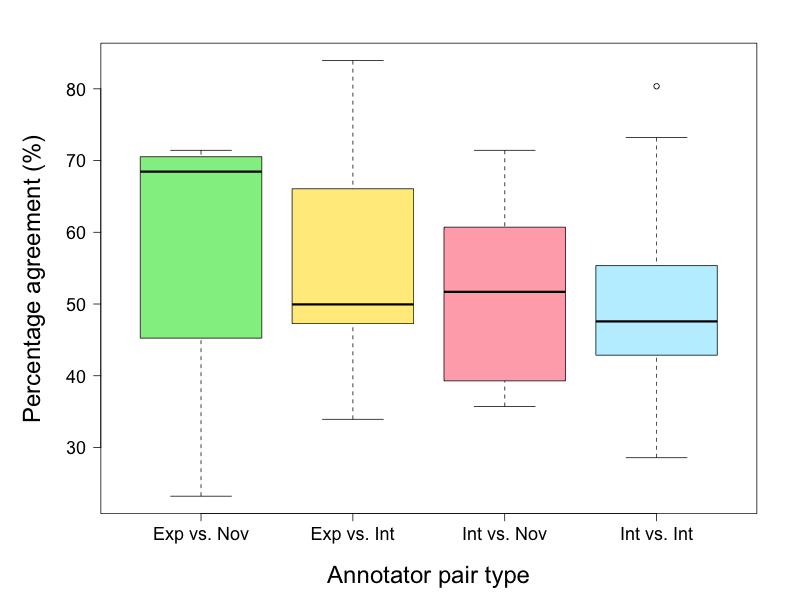 Percentage agreement (%)
80
70
60
50
40
30
Exp vs. Nov
Exp vs. Int
Int vs. Nov
Int vs. Int
Annotator pair type